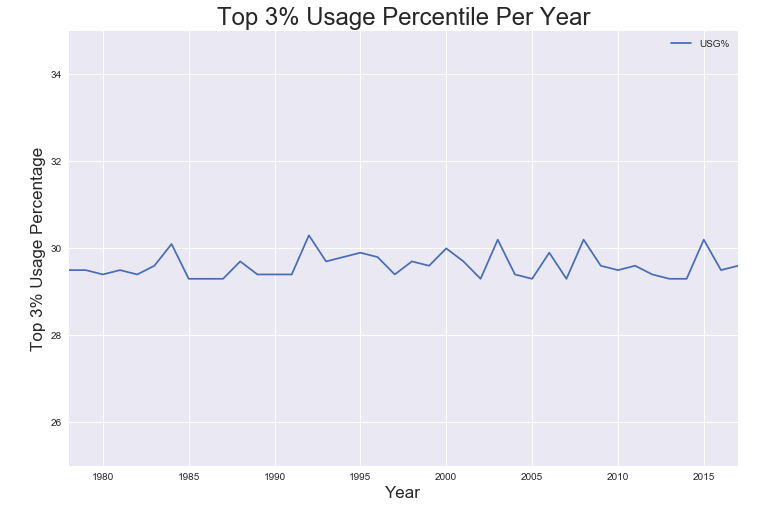 Top 3% Usage Percentile Per Year
USG%
34
32
30
28
26
Top 3% Usage Percentage
1980 1985 1990 1995 2000 2005 2010 2015
Year